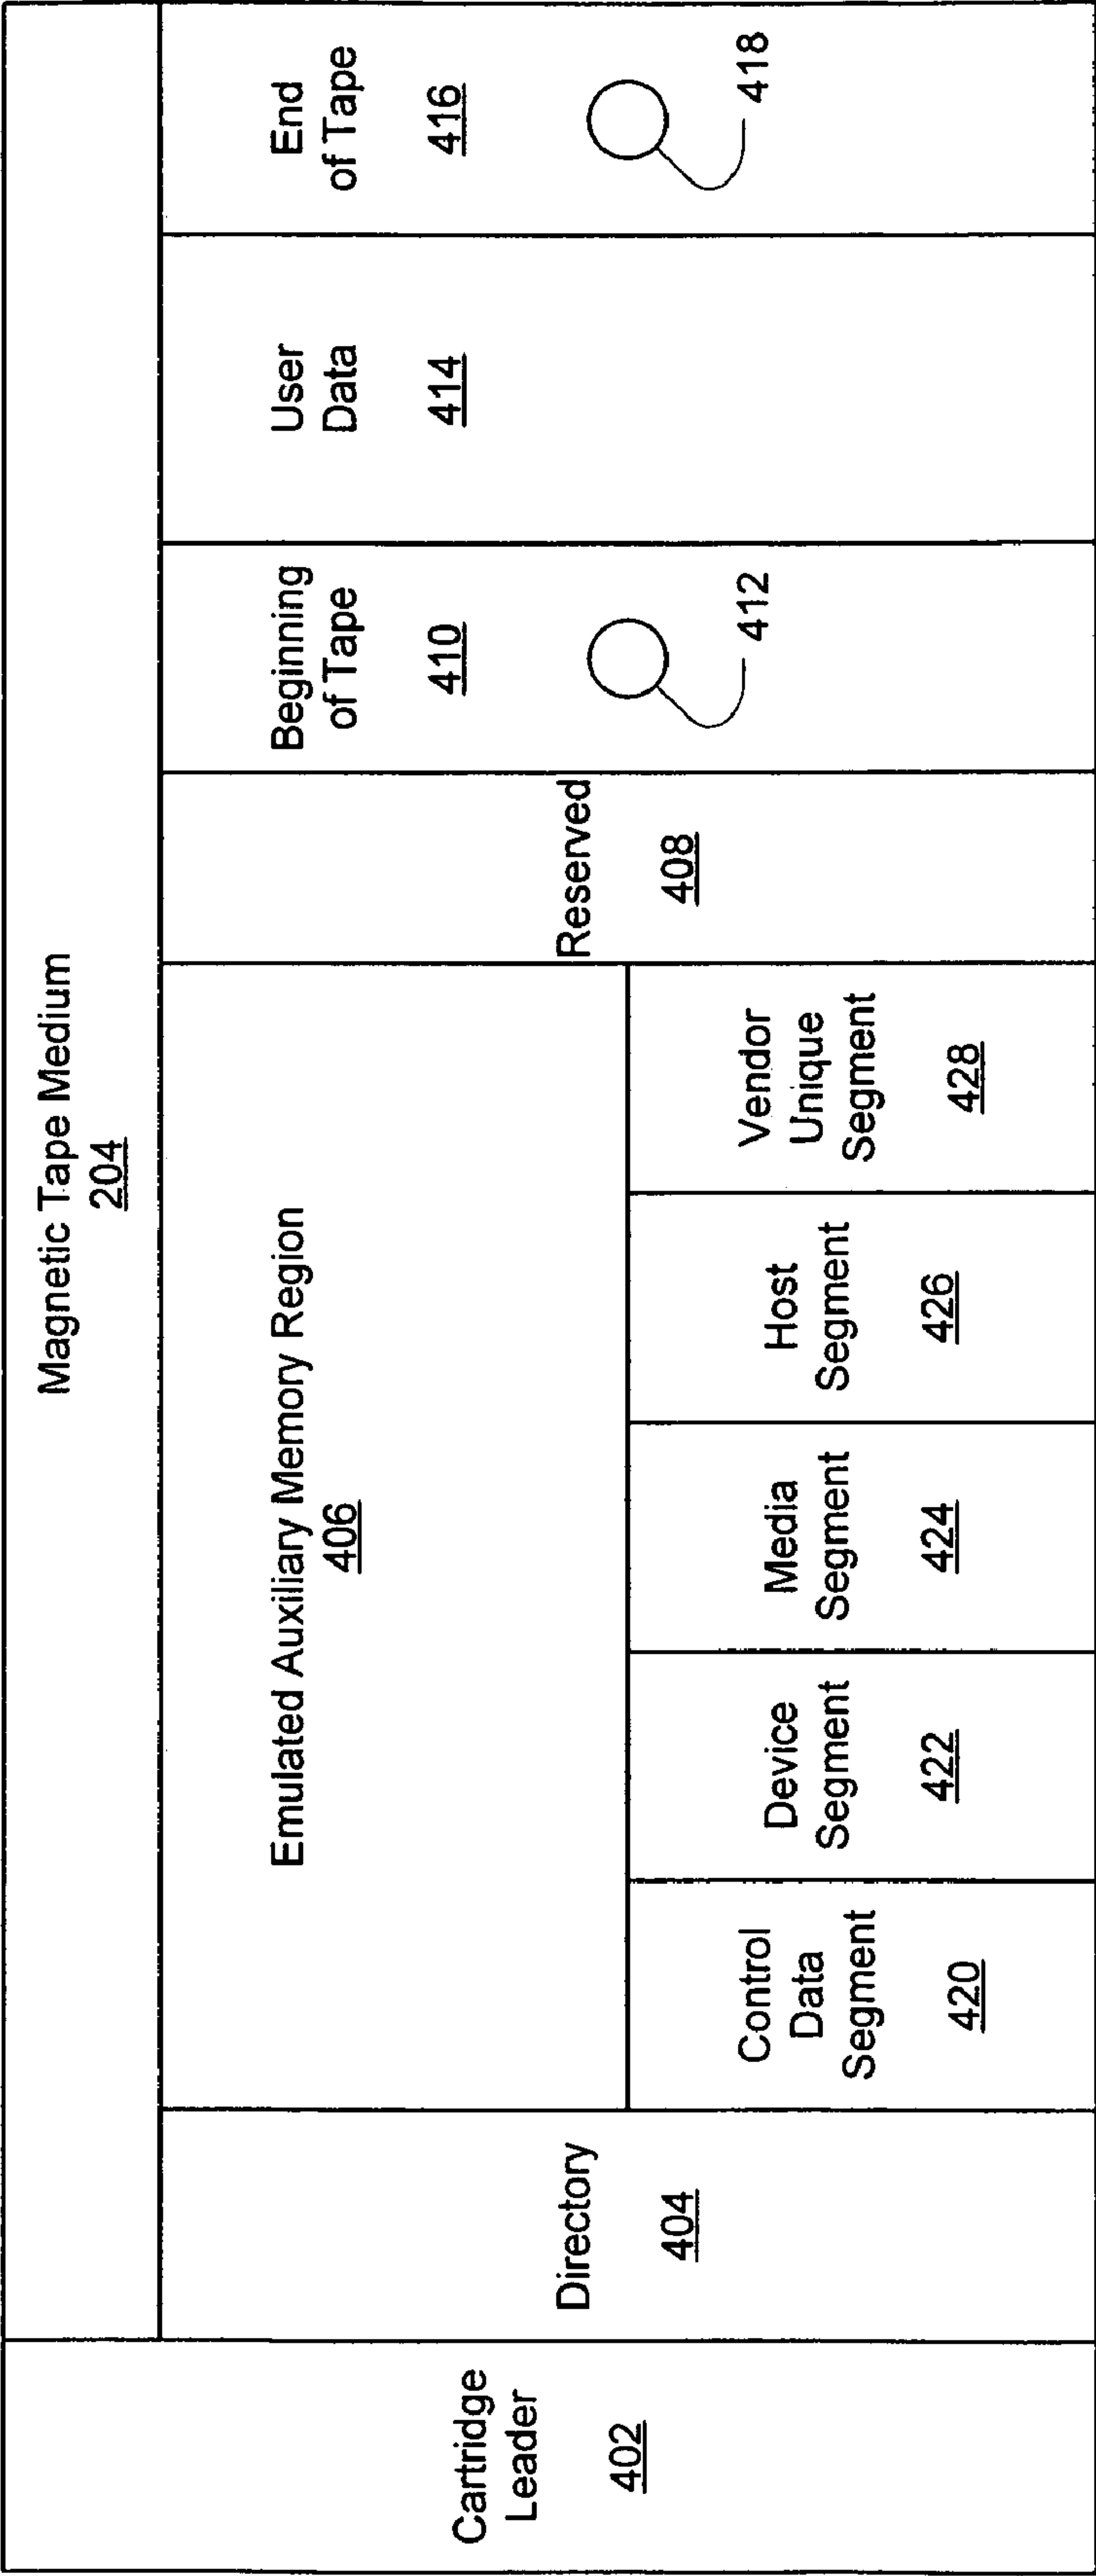 Magnetic Tape Medium
204
Cartridge
Leader
402
Directory
404
Emulated Auxiliary Memory Region
406
Control
Data
Segment
420
Device
Segment
422
Media
Segment
424
Host
Segment
426
Vendor
Unique
Segment
428
Reserved
408
Beginning
of Tape
410
412
User
Data
414
End
of Tape
416
418